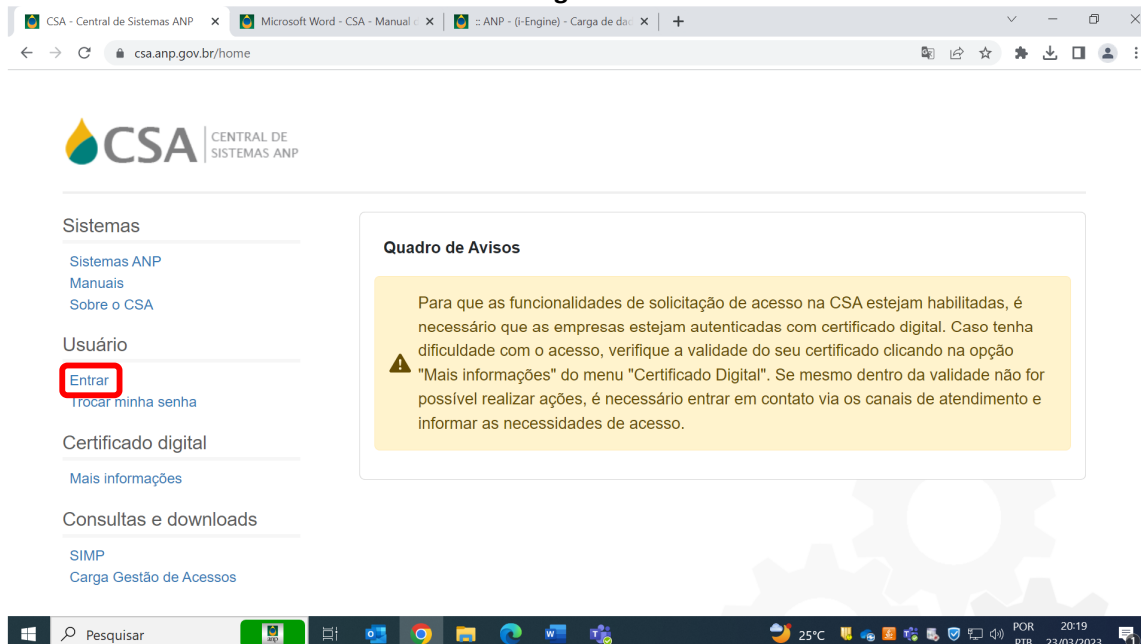 CSA - Central de Sistemas ANP
Microsoft Word - CSA - Manual d
:: ANP - (i-Engine) - Carga de dad
csa.anp.gov.br/home
CSA CENTRAL DE
SISTEMAS ANP
Sistemas
Sistemas ANP
Manuais
Sobre o CSA
Usuário
Entrar
Trocar minha senha
Certificado digital
Mais informações
Consultas e downloads
SIMP
Carga Gestão de Acessos
Quadro de Avisos
Para que as funcionalidades de solicitação de acesso na CSA estejam habilitadas, é
necessário que as empresas estejam autenticadas com certificado digital. Caso tenha
dificuldade com o acesso, verifique a validade do seu certificado clicando na opção
"Mais informações" do menu "Certificado Digital". Se mesmo dentro da validade não for
possível realizar ações, é necessário entrar em contato via os canais de atendimento e
informar as necessidades de acesso.
Pesquisar
anp
25°C
POR
PTB
20:19
23/03/2023